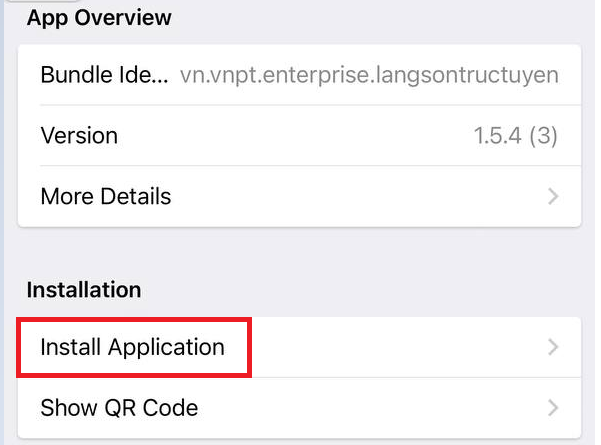 App Overview
Bundle Ide... vn.vnpt.enterprise.langsontructuyen
Version 1.5.4 (3)
More Details
Installation
Install Application
Show QR Code